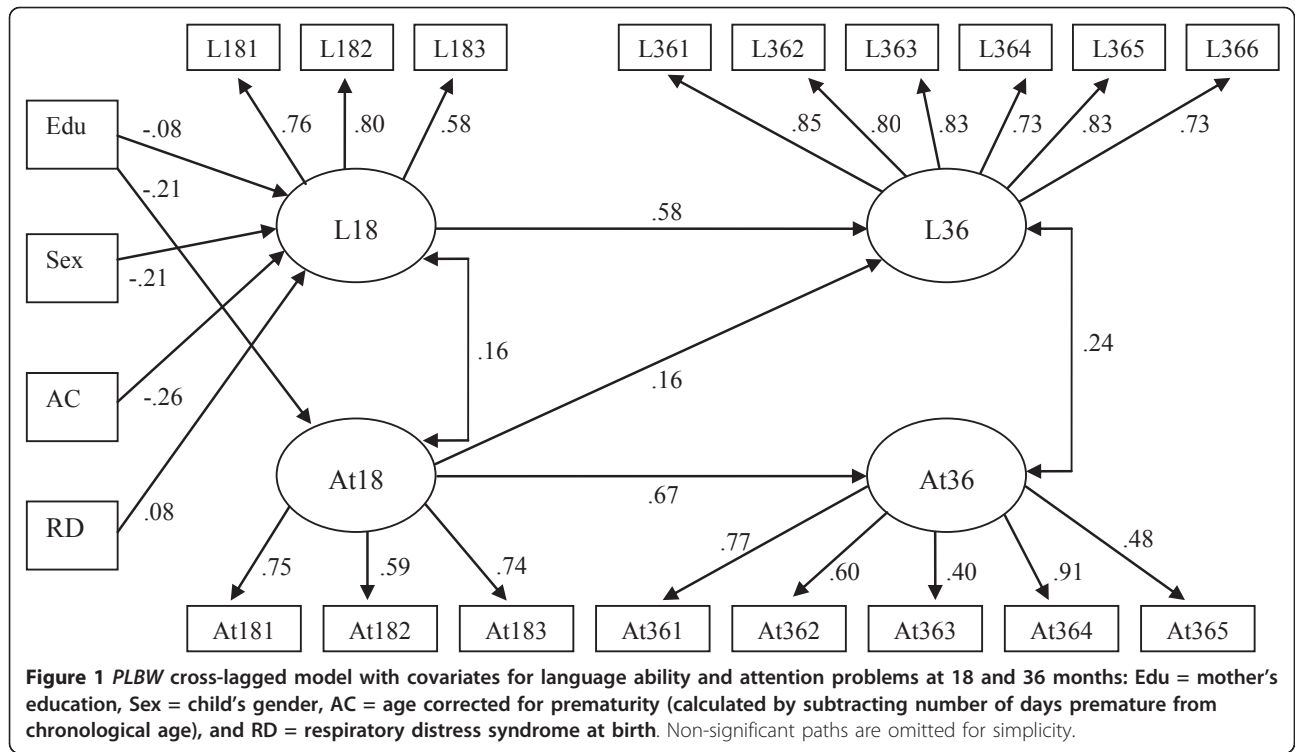 L181 L182 L183 L361 L362 L363 L364 L365 L366
.76 .80 .58 .85 .80 .83 .73 .83 .73
Edu -.08
-.21
L18 .58 L36
Sex -.21
.16 .16 .24
AC -.26
At18 .67 At36
RD .08
.75 .59 .74 .77 .60 .40 .91 .48
At181 At182 At183 At361 At362 At363 At364 At365
Figure 1 PLBW cross-lagged model with covariates for language ability and attention problems at 18 and 36 months: Edu = mother's
education, Sex = child's gender, AC = age corrected for prematurity (calculated by subtracting number of days premature from
chronological age), and RD = respiratory distress syndrome at birth. Non-significant paths are omitted for simplicity.